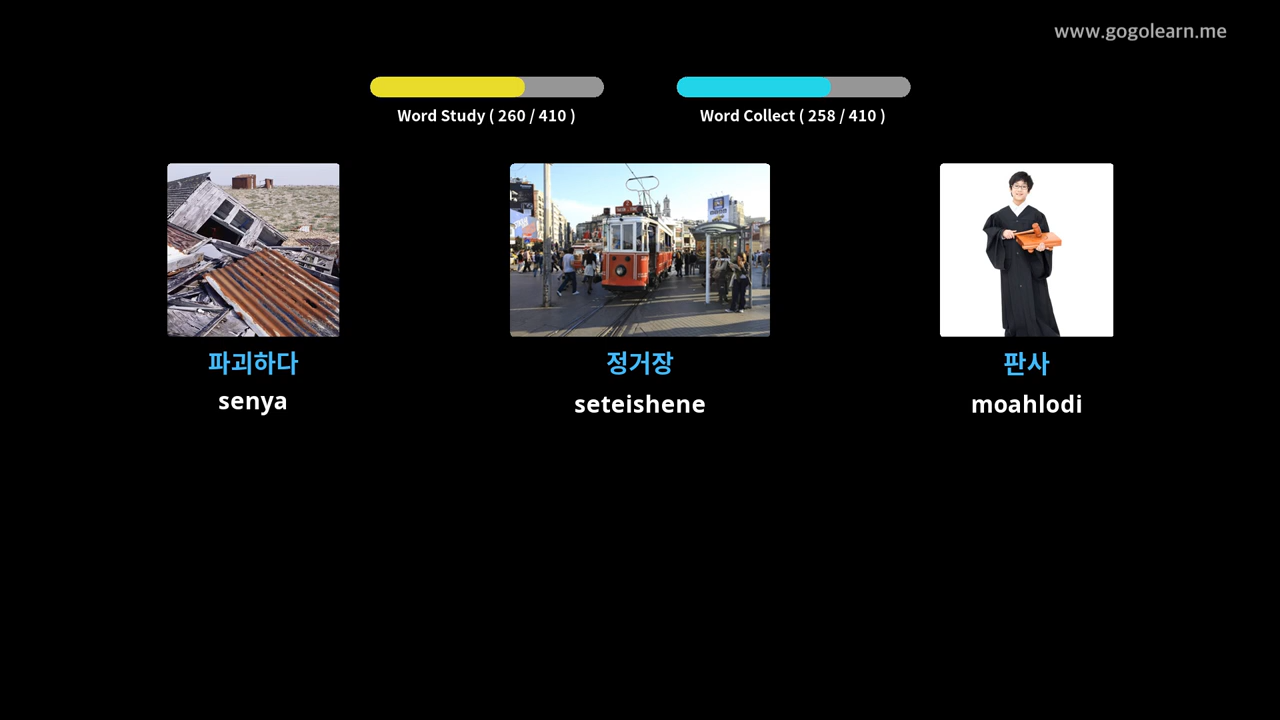 www.gogolearn.me
Word Study ( 260 / 410 )
Word Collect ( 258 / 410 )
파괴하다
정거장
판사
senya
seteishene
moahlodi